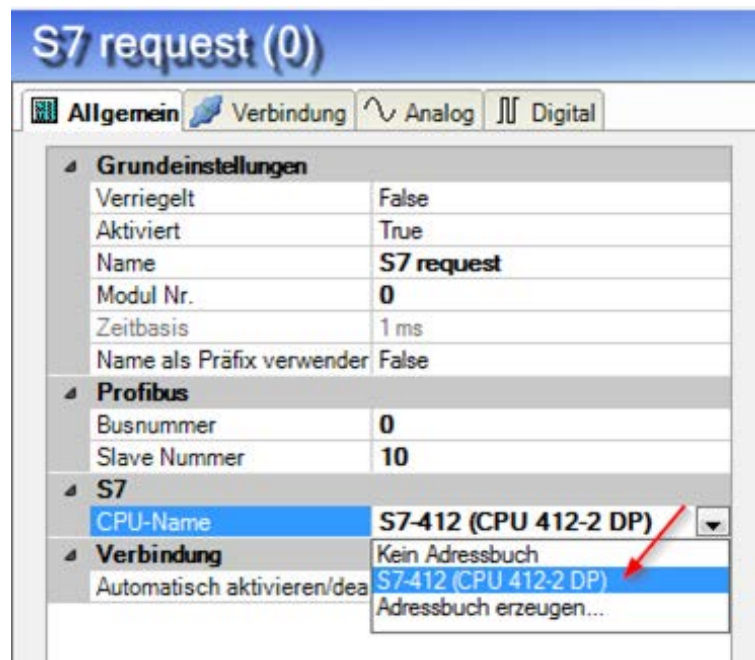 S7 request (0)
Allgemein Verbindung Analog Digital
Grundeinstellungen
Verriegelt False
Aktiviert True
Name S7 request
Modul Nr. 0
Zeitbasis 1 ms
Name als Präfix verwender False
Profibus
Busnummer 0
Slave Nummer 10
S7
CPU-Name S7-412 (CPU 412-2 DP)
Verbindung Kein Adressbuch
Automatisch aktivieren/dea S7-412 (CPU 412-2 DP)
Adressbuch erzeugen...